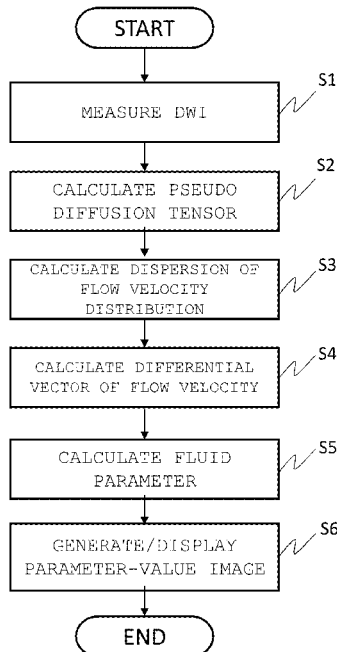 START
S1
MEASURE DWI
S2
CALCULATE PSEUDO
DIFFUSION TENSOR
S3
CALCULATE DISPERSION OF
FLOW VELOCITY
DISTRIBUTION
S4
CALCULATE DIFFERENTIAL
VECTOR OF FLOW VELOCITY
S5
CALCULATE FLUID
PARAMETER
S6
GENERATE/DISPLAY
PARAMETER-VALUE IMAGE
END